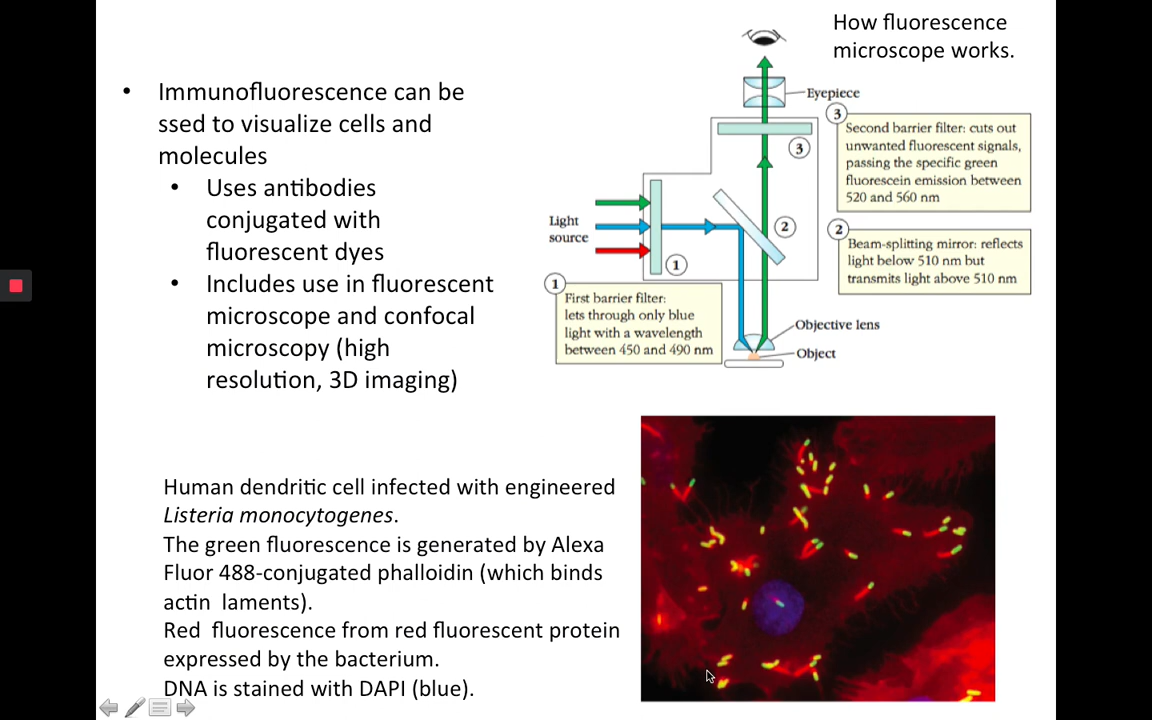 How fluorescence
microscope works.
• Immunofluorescence can be
ssed to visualize cells and
molecules
• Uses antibodies
conjugated with
fluorescent dyes
• Includes use in fluorescent
microscope and confocal
microscopy (high
resolution, 3D imaging)
Eyepiece
3
Second barrier filter: cuts out
unwanted fluorescent signals,
passing the specific green
fluorescein emission between
520 and 560 nm
3
Light
source
2
1
2
Beam-splitting mirror: reflects
light below 510 nm but
transmits light above 510 nm
1
First barrier filter:
lets through only blue
light with a wavelength
between 450 and 490 nm
Objective lens
Object
Human dendritic cell infected with engineered
Listeria monocytogenes.
The green fluorescence is generated by Alexa
Fluor 488-conjugated phalloidin (which binds
actin laments).
Red fluorescence from red fluorescent protein
expressed by the bacterium.
DNA is stained with DAPI (blue).